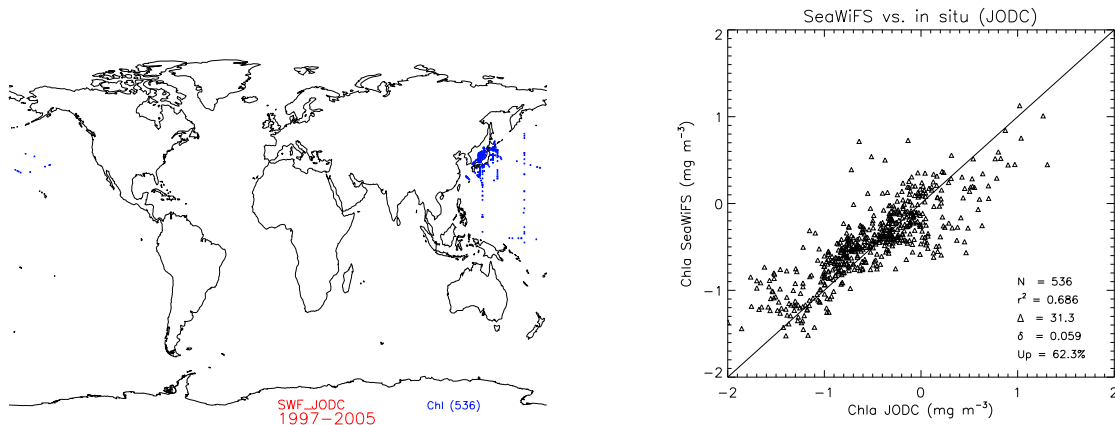 SWF_JODC
1997-2005
Chl (536)
SeaWiFS vs. in situ (JODC)
Chla SeaWiFS (mg m⁻³)
2
1
0
−1
−2
N = 536
r² = 0.686
Δ = 31.3
δ = 0.059
Up = 62.3%
−2 −1 0 1 2
Chla JODC (mg m⁻³)